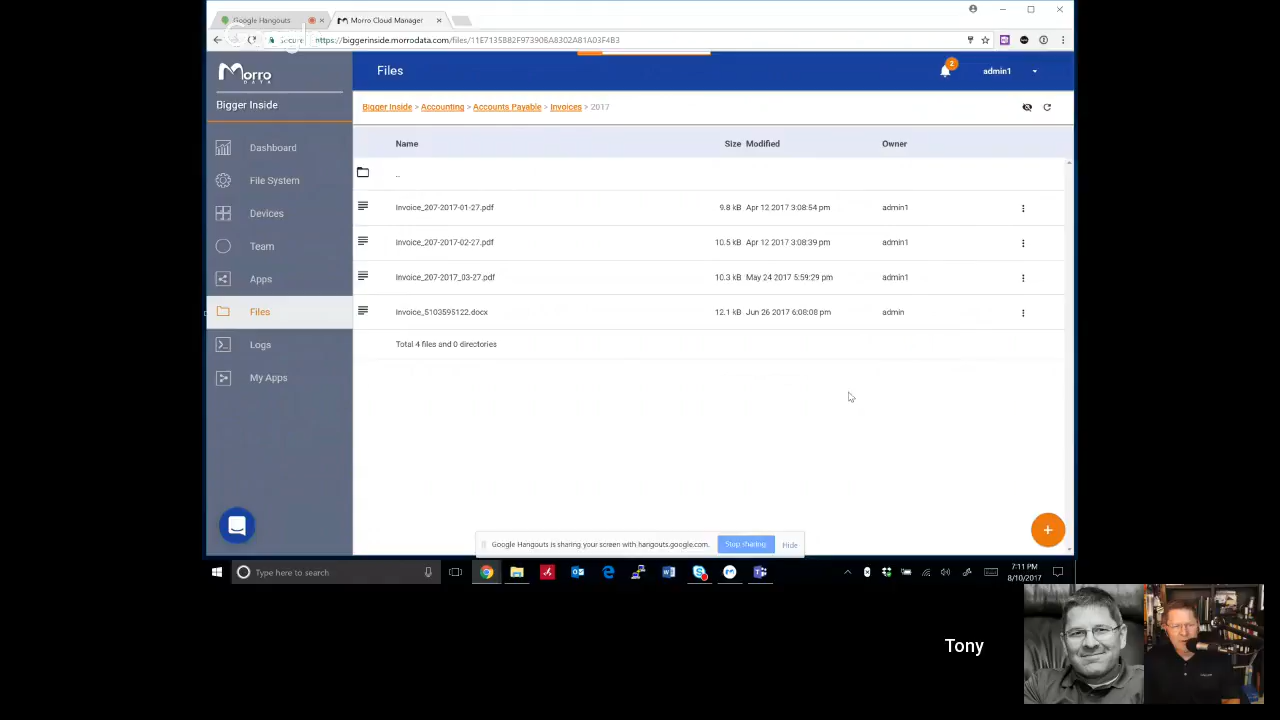 Google Hangouts
Morro Cloud Manager
Secure
https://biggerinside.morrodata.com/files/11E7135B82F973908A8302A81A03F4B3
Morro
DATA
Files
2
admin1
Bigger Inside
Bigger Inside > Accounting > Accounts Payable > Invoices > 2017
Dashboard
File System
Devices
Team
Apps
Files
Logs
My Apps
Name Size Modified Owner
..
Invoice_207-2017-01-27.pdf 9.8 kB Apr 12 2017 3:08:54 pm admin1
Invoice_207-2017-02-27.pdf 10.5 kB Apr 12 2017 3:08:39 pm admin1
Invoice_207-2017_03-27.pdf 10.3 kB May 24 2017 5:59:29 pm admin1
Invoice_5103595122.docx 12.1 kB Jun 26 2017 6:08:08 pm admin
Total 4 files and 0 directories
Google Hangouts is sharing your screen with hangouts.google.com.
Stop sharing
Hide
Type here to search
7:11 PM
8/10/2017
Tony